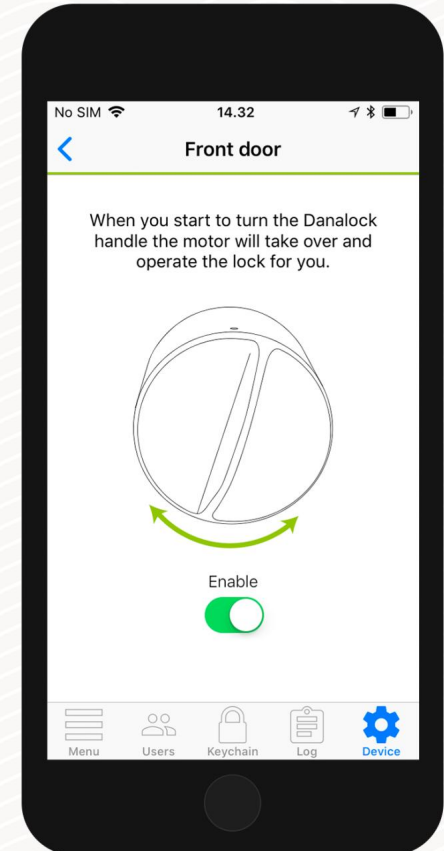 No SIM 14.32
Front door
When you start to turn the Danalock
handle the motor will take over and
operate the lock for you.
Enable
Menu Users Keychain Log Device